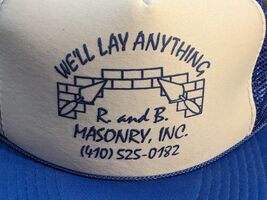 WE'LL LAY ANYTHING
R. and B.
MASONRY, INC.
(410) 525-0182